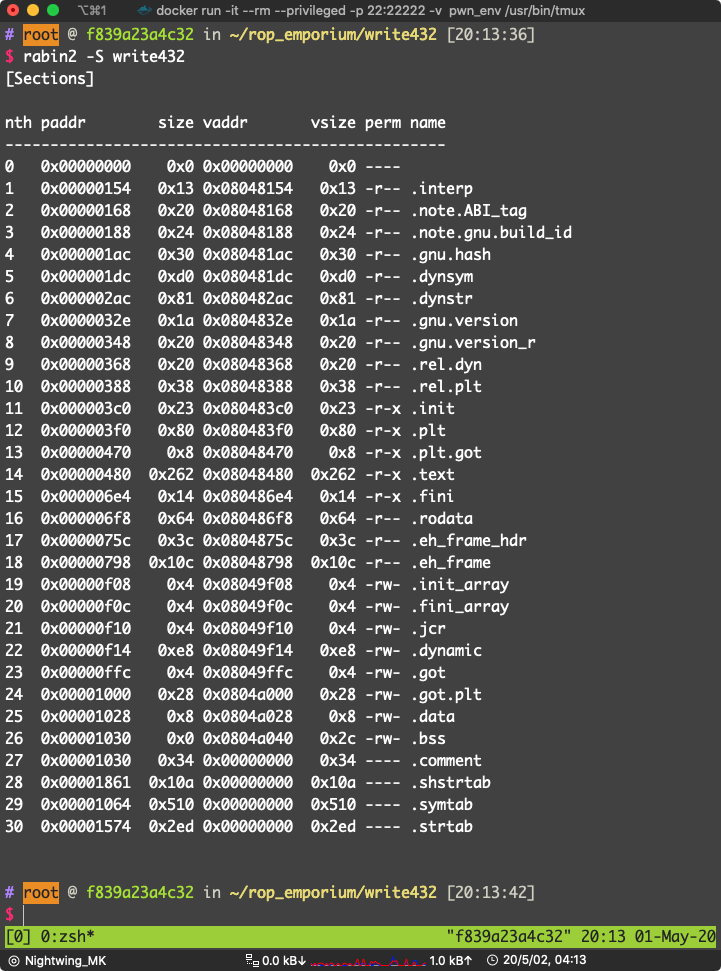 ⌥⌘1 docker run -it --rm --privileged -p 22:22222 -v pwn_env /usr/bin/tmux
# root @ f839a23a4c32 in ~/rop_emporium/write432 [20:13:36]
$ rabin2 -S write432
[Sections]
nth paddr size vaddr vsize perm name
-------------------------------------------------
0 0x00000000 0x0 0x00000000 0x0 ----
1 0x00000154 0x13 0x08048154 0x13 -r-- .interp
2 0x00000168 0x20 0x08048168 0x20 -r-- .note.ABI_tag
3 0x00000188 0x24 0x08048188 0x24 -r-- .note.gnu.build_id
4 0x000001ac 0x30 0x080481ac 0x30 -r-- .gnu.hash
5 0x000001dc 0xd0 0x080481dc 0xd0 -r-- .dynsym
6 0x000002ac 0x81 0x080482ac 0x81 -r-- .dynstr
7 0x0000032e 0x1a 0x0804832e 0x1a -r-- .gnu.version
8 0x00000348 0x20 0x08048348 0x20 -r-- .gnu.version_r
9 0x00000368 0x20 0x08048368 0x20 -r-- .rel.dyn
10 0x00000388 0x38 0x08048388 0x38 -r-- .rel.plt
11 0x000003c0 0x23 0x080483c0 0x23 -r-x .init
12 0x000003f0 0x80 0x080483f0 0x80 -r-x .plt
13 0x00000470 0x8 0x08048470 0x8 -r-x .plt.got
14 0x00000480 0x262 0x08048480 0x262 -r-x .text
15 0x000006e4 0x14 0x080486e4 0x14 -r-x .fini
16 0x000006f8 0x64 0x080486f8 0x64 -r-- .rodata
17 0x0000075c 0x3c 0x0804875c 0x3c -r-- .eh_frame_hdr
18 0x00000798 0x10c 0x08048798 0x10c -r-- .eh_frame
19 0x00000f08 0x4 0x08049f08 0x4 -rw- .init_array
20 0x00000f0c 0x4 0x08049f0c 0x4 -rw- .fini_array
21 0x00000f10 0x4 0x08049f10 0x4 -rw- .jcr
22 0x00000f14 0xe8 0x08049f14 0xe8 -rw- .dynamic
23 0x00000ffc 0x4 0x08049ffc 0x4 -rw- .got
24 0x00001000 0x28 0x0804a000 0x28 -rw- .got.plt
25 0x00001028 0x8 0x0804a028 0x8 -rw- .data
26 0x00001030 0x0 0x0804a040 0x2c -rw- .bss
27 0x00001030 0x34 0x00000000 0x34 ---- .comment
28 0x00001861 0x10a 0x00000000 0x10a ---- .shstrtab
29 0x00001064 0x510 0x00000000 0x510 ---- .symtab
30 0x00001574 0x2ed 0x00000000 0x2ed ---- .strtab
# root @ f839a23a4c32 in ~/rop_emporium/write432 [20:13:42]
$
[0] 0:zsh* "f839a23a4c32" 20:13 01-May-20
Nightwing_MK 0.0 kB↓ 1.0 kB↑ 20/5/02, 04:13